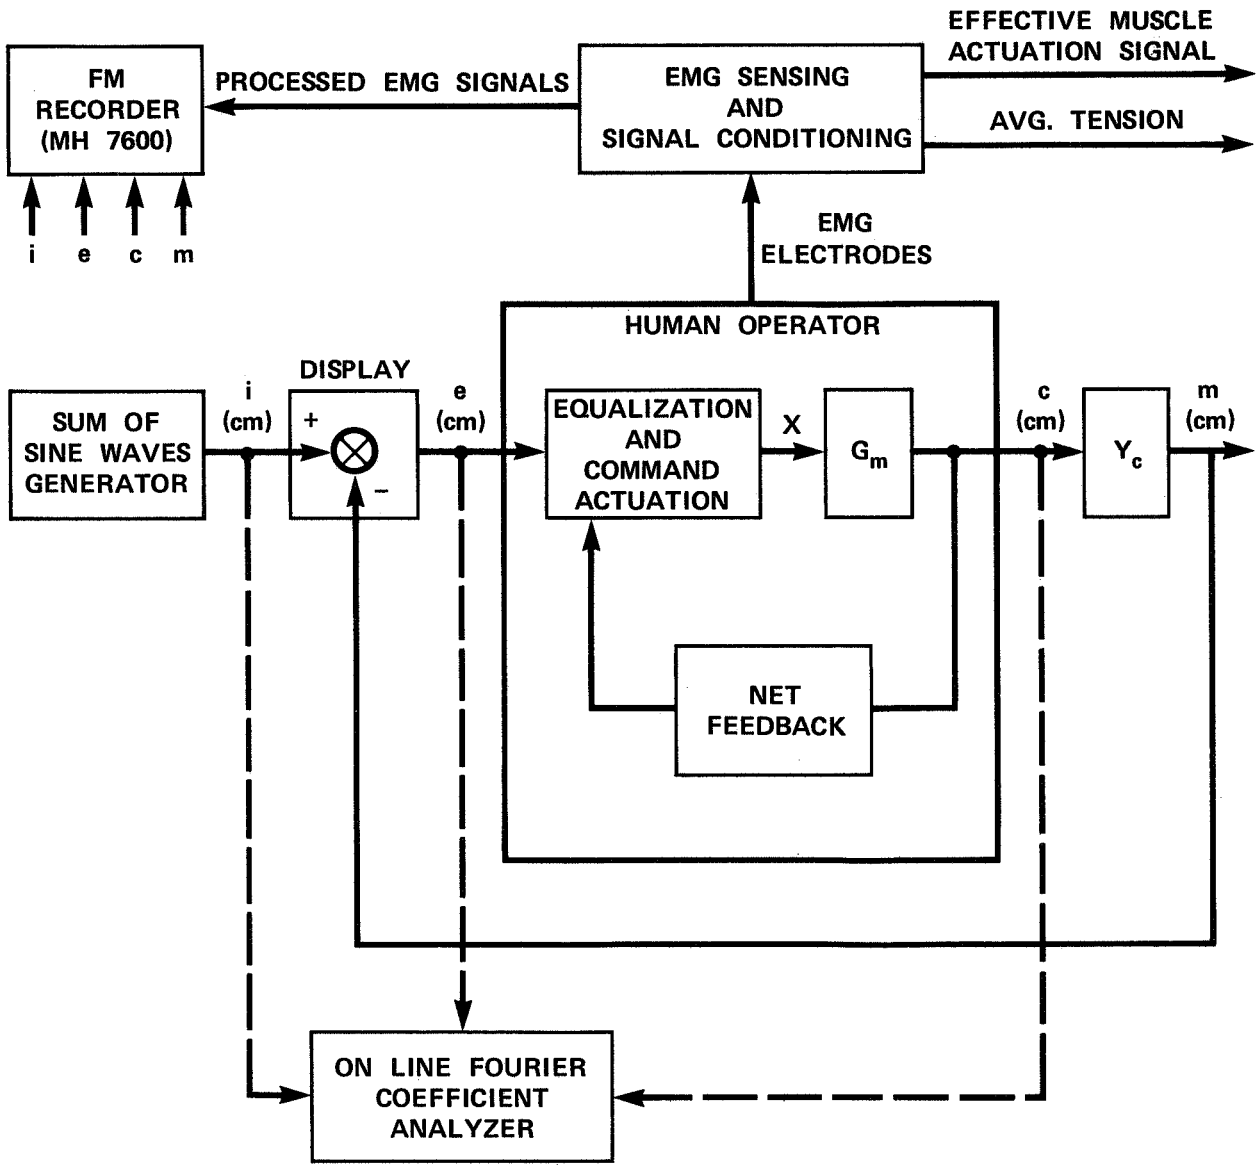 EFFECTIVE MUSCLE
ACTUATION SIGNAL
FM
RECORDER
(MH 7600)
PROCESSED EMG SIGNALS
EMG SENSING
AND
SIGNAL CONDITIONING
AVG. TENSION
i e c m
EMG
ELECTRODES
HUMAN OPERATOR
DISPLAY
SUM OF
SINE WAVES
GENERATOR
i
(cm)
+
−
e
(cm)
EQUALIZATION
AND
COMMAND
ACTUATION
X
Gm
c
(cm)
Yc
m
(cm)
NET
FEEDBACK
ON LINE FOURIER
COEFFICIENT
ANALYZER